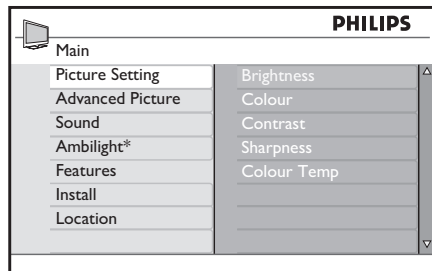 PHILIPS
Main
Picture Setting
Advanced Picture
Sound
Ambilight*
Features
Install
Location
Brightness
Colour
Contrast
Sharpness
Colour Temp